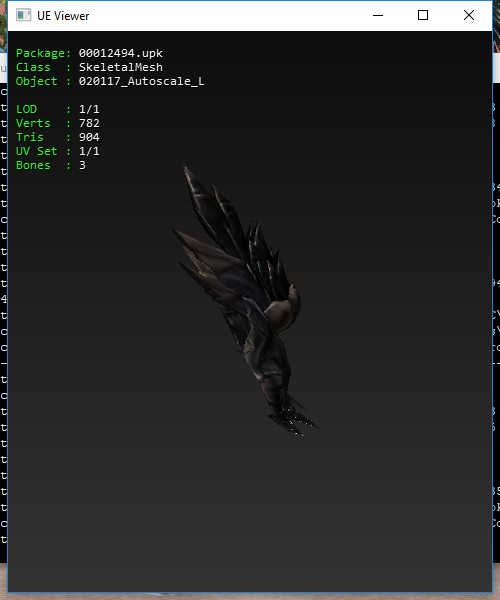 UE Viewer
Package: 00012494.upk
Class  : SkeletalMesh
Object : 020117_Autoscale_L
LOD    : 1/1
Verts  : 782
Tris   : 904
UV Set : 1/1
Bones  : 3